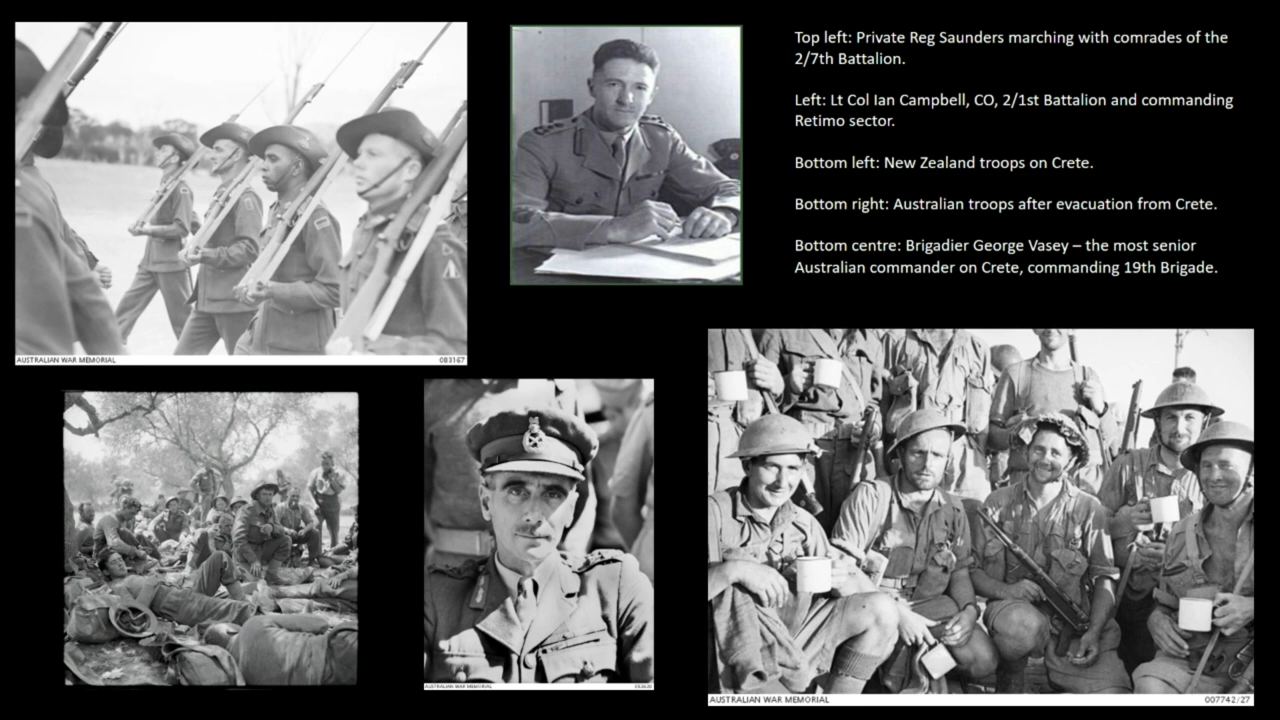 Top left: Private Reg Saunders marching with comrades of the
2/7th Battalion.
Left: Lt Col Ian Campbell, CO, 2/1st Battalion and commanding
Retimo sector.
Bottom left: New Zealand troops on Crete.
Bottom right: Australian troops after evacuation from Crete.
Bottom centre: Brigadier George Vasey – the most senior
Australian commander on Crete, commanding 19th Brigade.
AUSTRALIAN WAR MEMORIAL 083167
AUSTRALIAN WAR MEMORIAL
AUSTRALIAN WAR MEMORIAL 007742/27